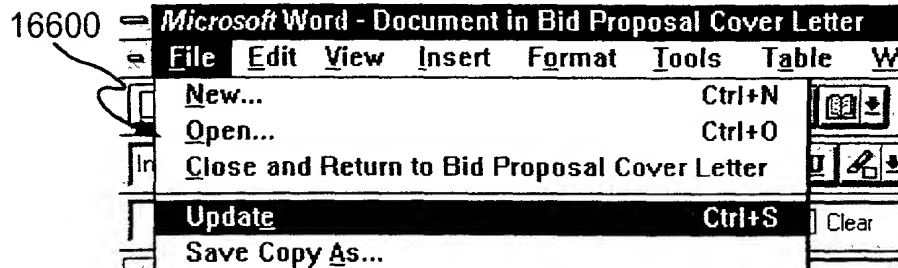 16600
Microsoft Word - Document in Bid Proposal Cover Letter
File Edit View Insert Format Tools Table W
New... Ctrl+N
Open... Ctrl+O
In
Close and Return to Bid Proposal Cover Letter
Update Ctrl+S
Clear
Save Copy As...